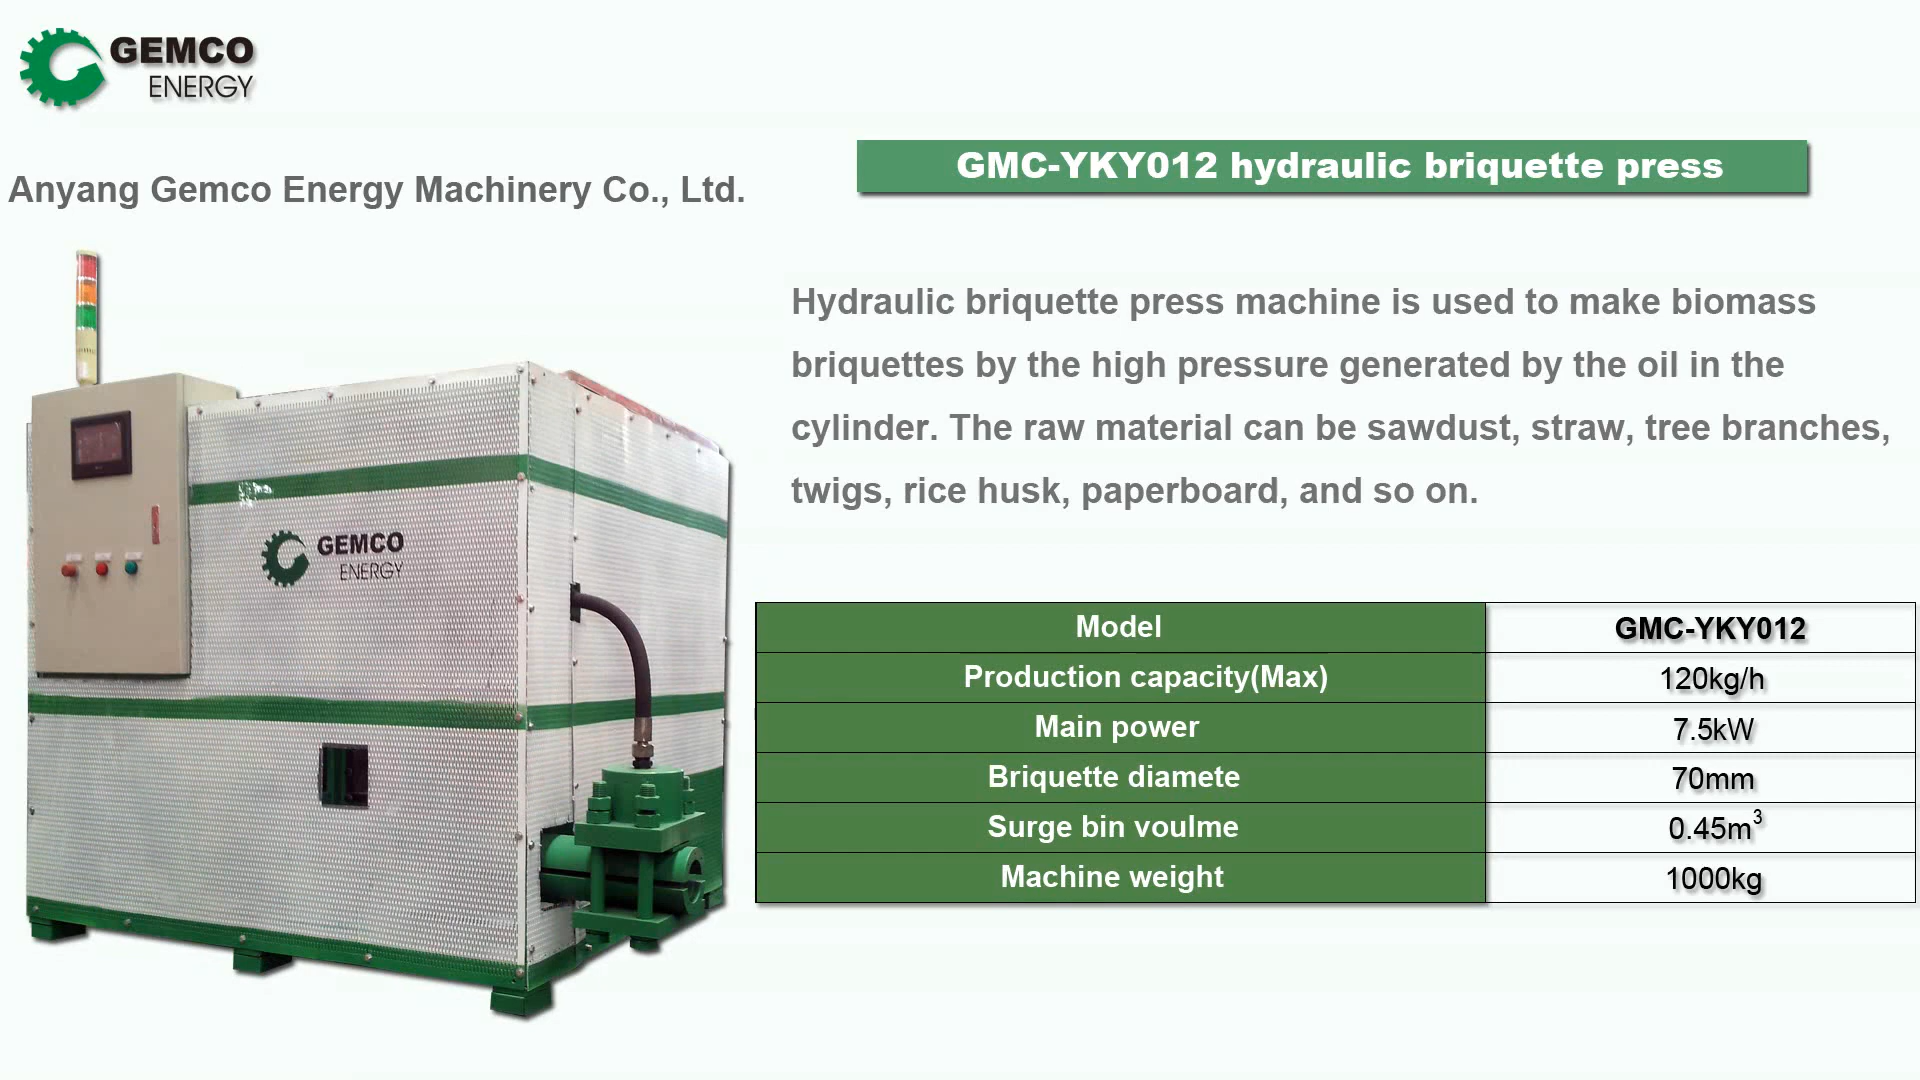 GEMCO
ENERGY
Anyang Gemco Energy Machinery Co., Ltd.
GMC-YKY012 hydraulic briquette press
Hydraulic briquette press machine is used to make biomass
briquettes by the high pressure generated by the oil in the
cylinder. The raw material can be sawdust, straw, tree branches,
twigs, rice husk, paperboard, and so on.
GEMCO
ENERGY
Model GMC-YKY012
Production capacity(Max) 120kg/h
Main power 7.5kW
Briquette diamete 70mm
Surge bin voulme 0.45m³
Machine weight 1000kg